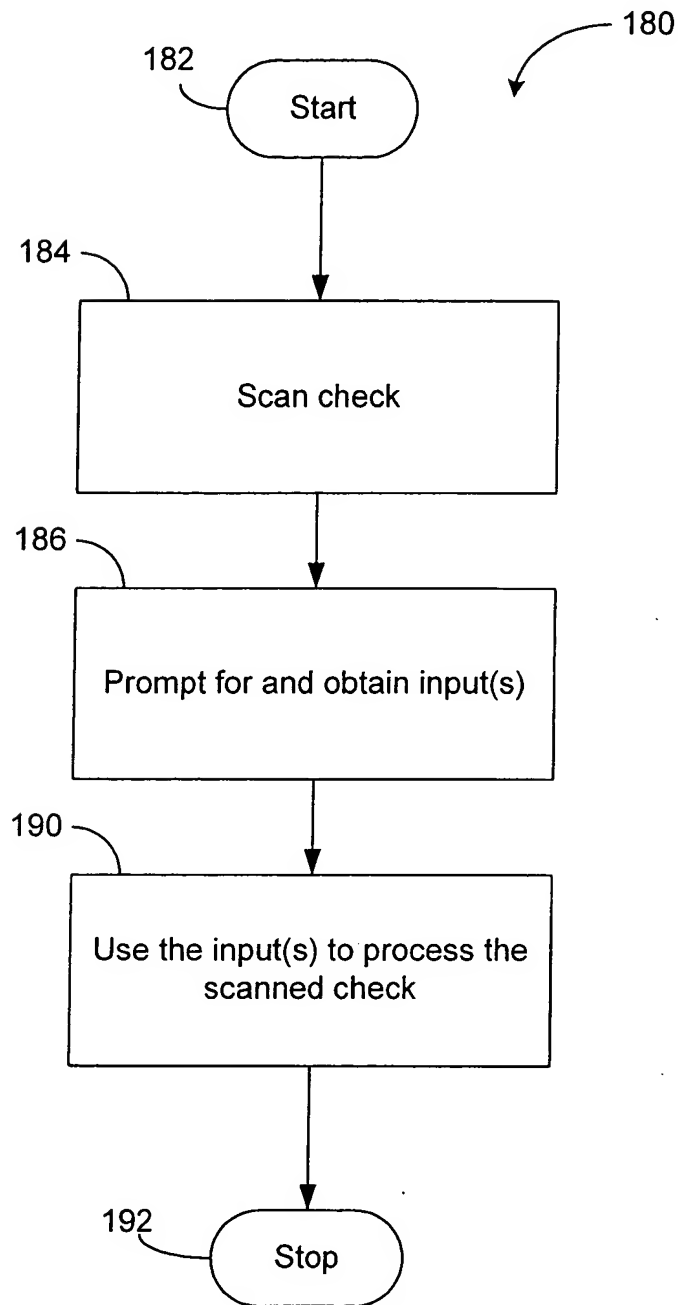 180
182
Start
184
Scan check
186
Prompt for and obtain input(s)
190
Use the input(s) to process the
scanned check
192
Stop